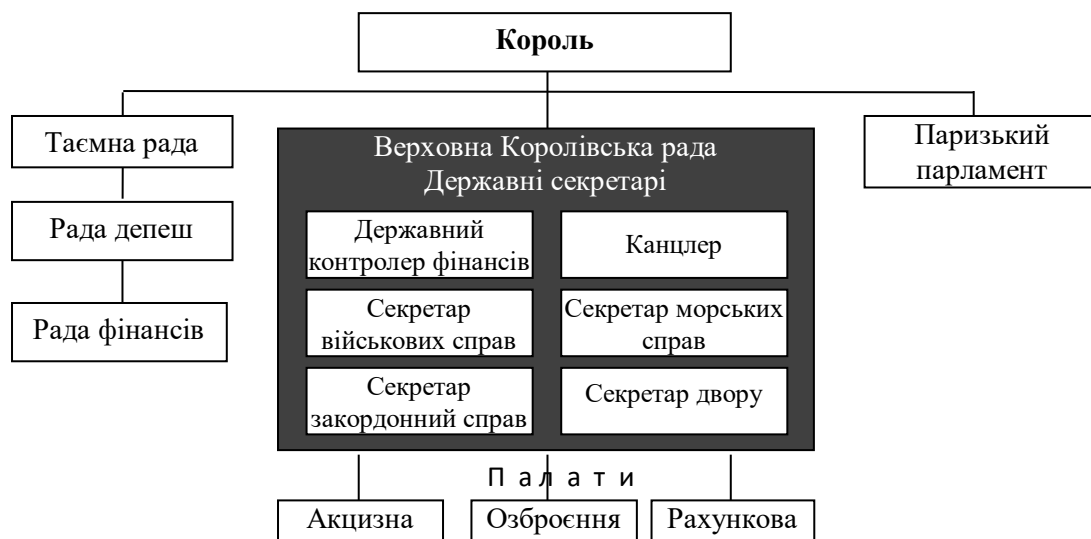 Король
Таємна рада
Рада депеш
Рада фінансів
Верховна Королівська рада
Державні секретарі
Державний
контролер фінансів
Канцлер
Секретар
військових справ
Секретар морських
справ
Секретар
закордонний справ
Секретар двору
Паризький
парламент
Палати
Акцизна
Озброєння
Рахункова